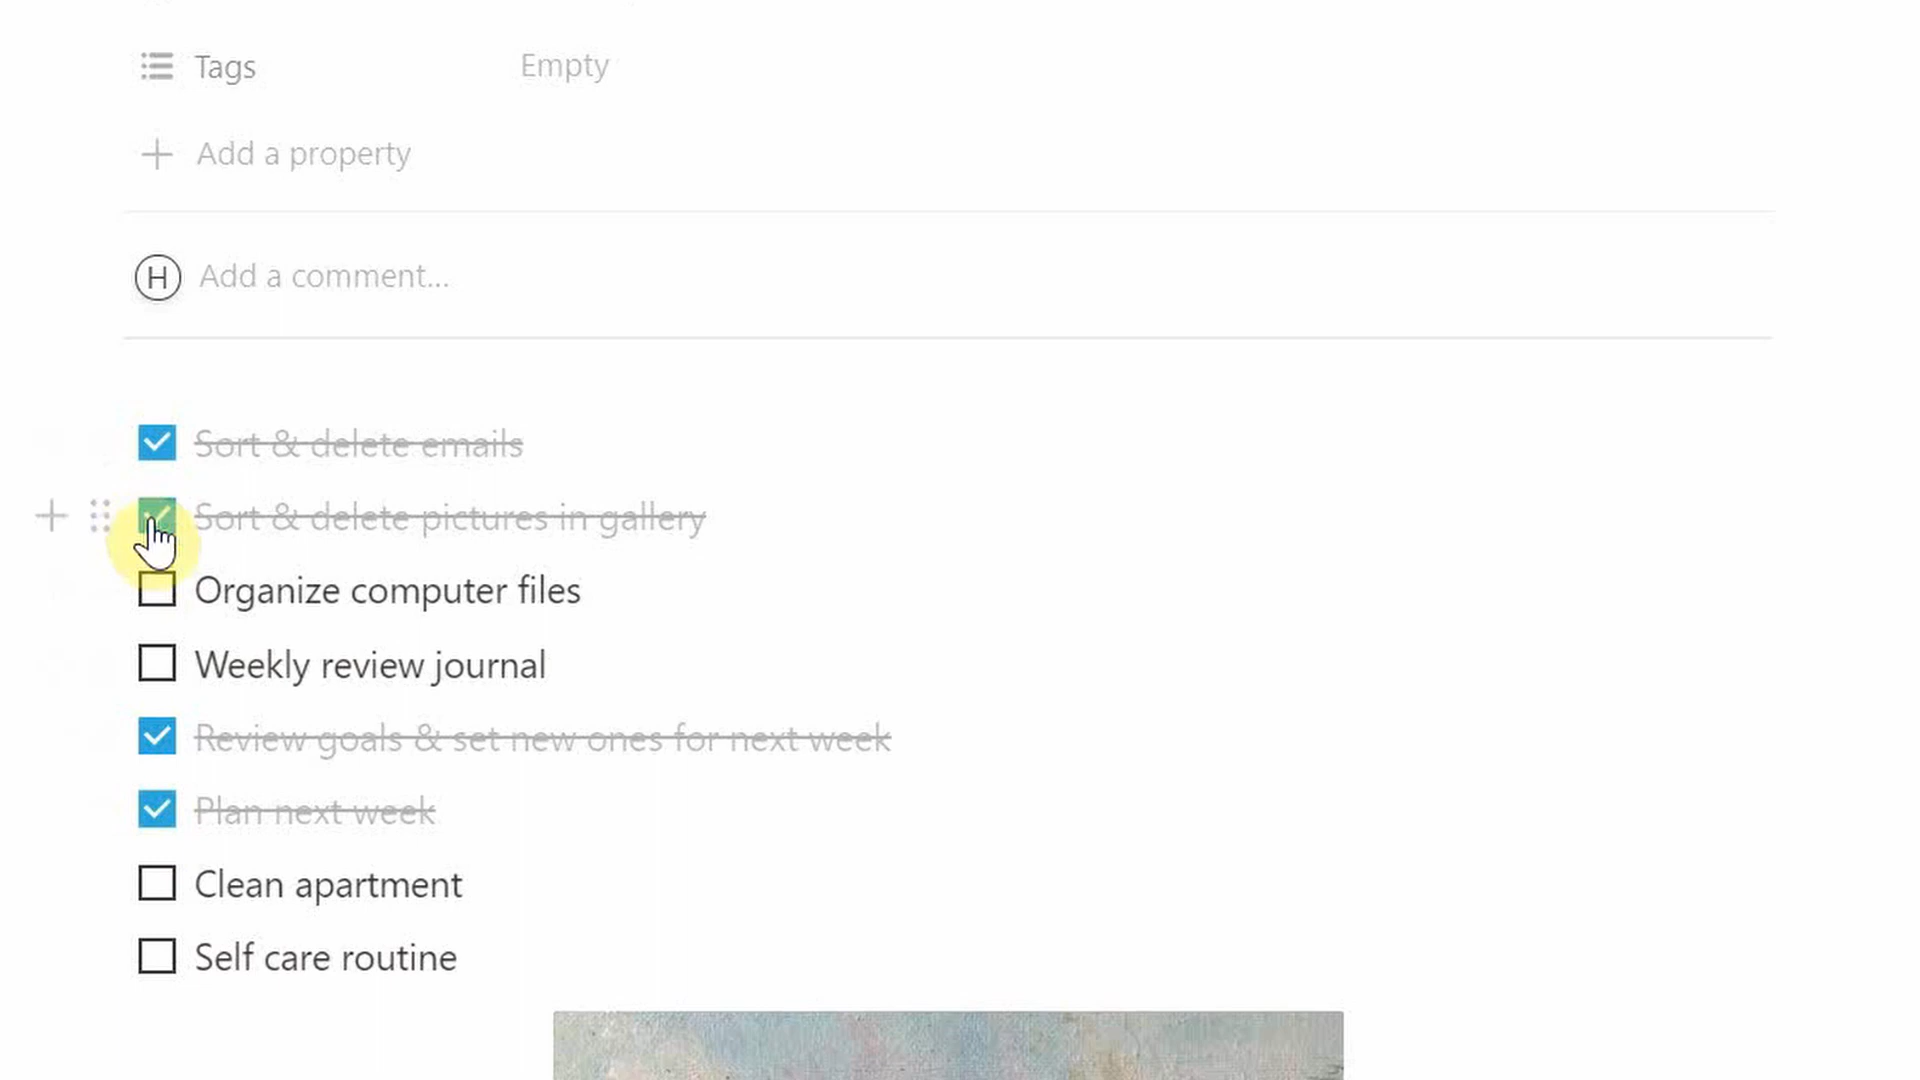 Tags Empty
Add a property
H Add a comment...
Sort & delete emails
Sort & delete pictures in gallery
Organize computer files
Weekly review journal
Review goals & set new ones for next week
Plan next week
Clean apartment
Self care routine